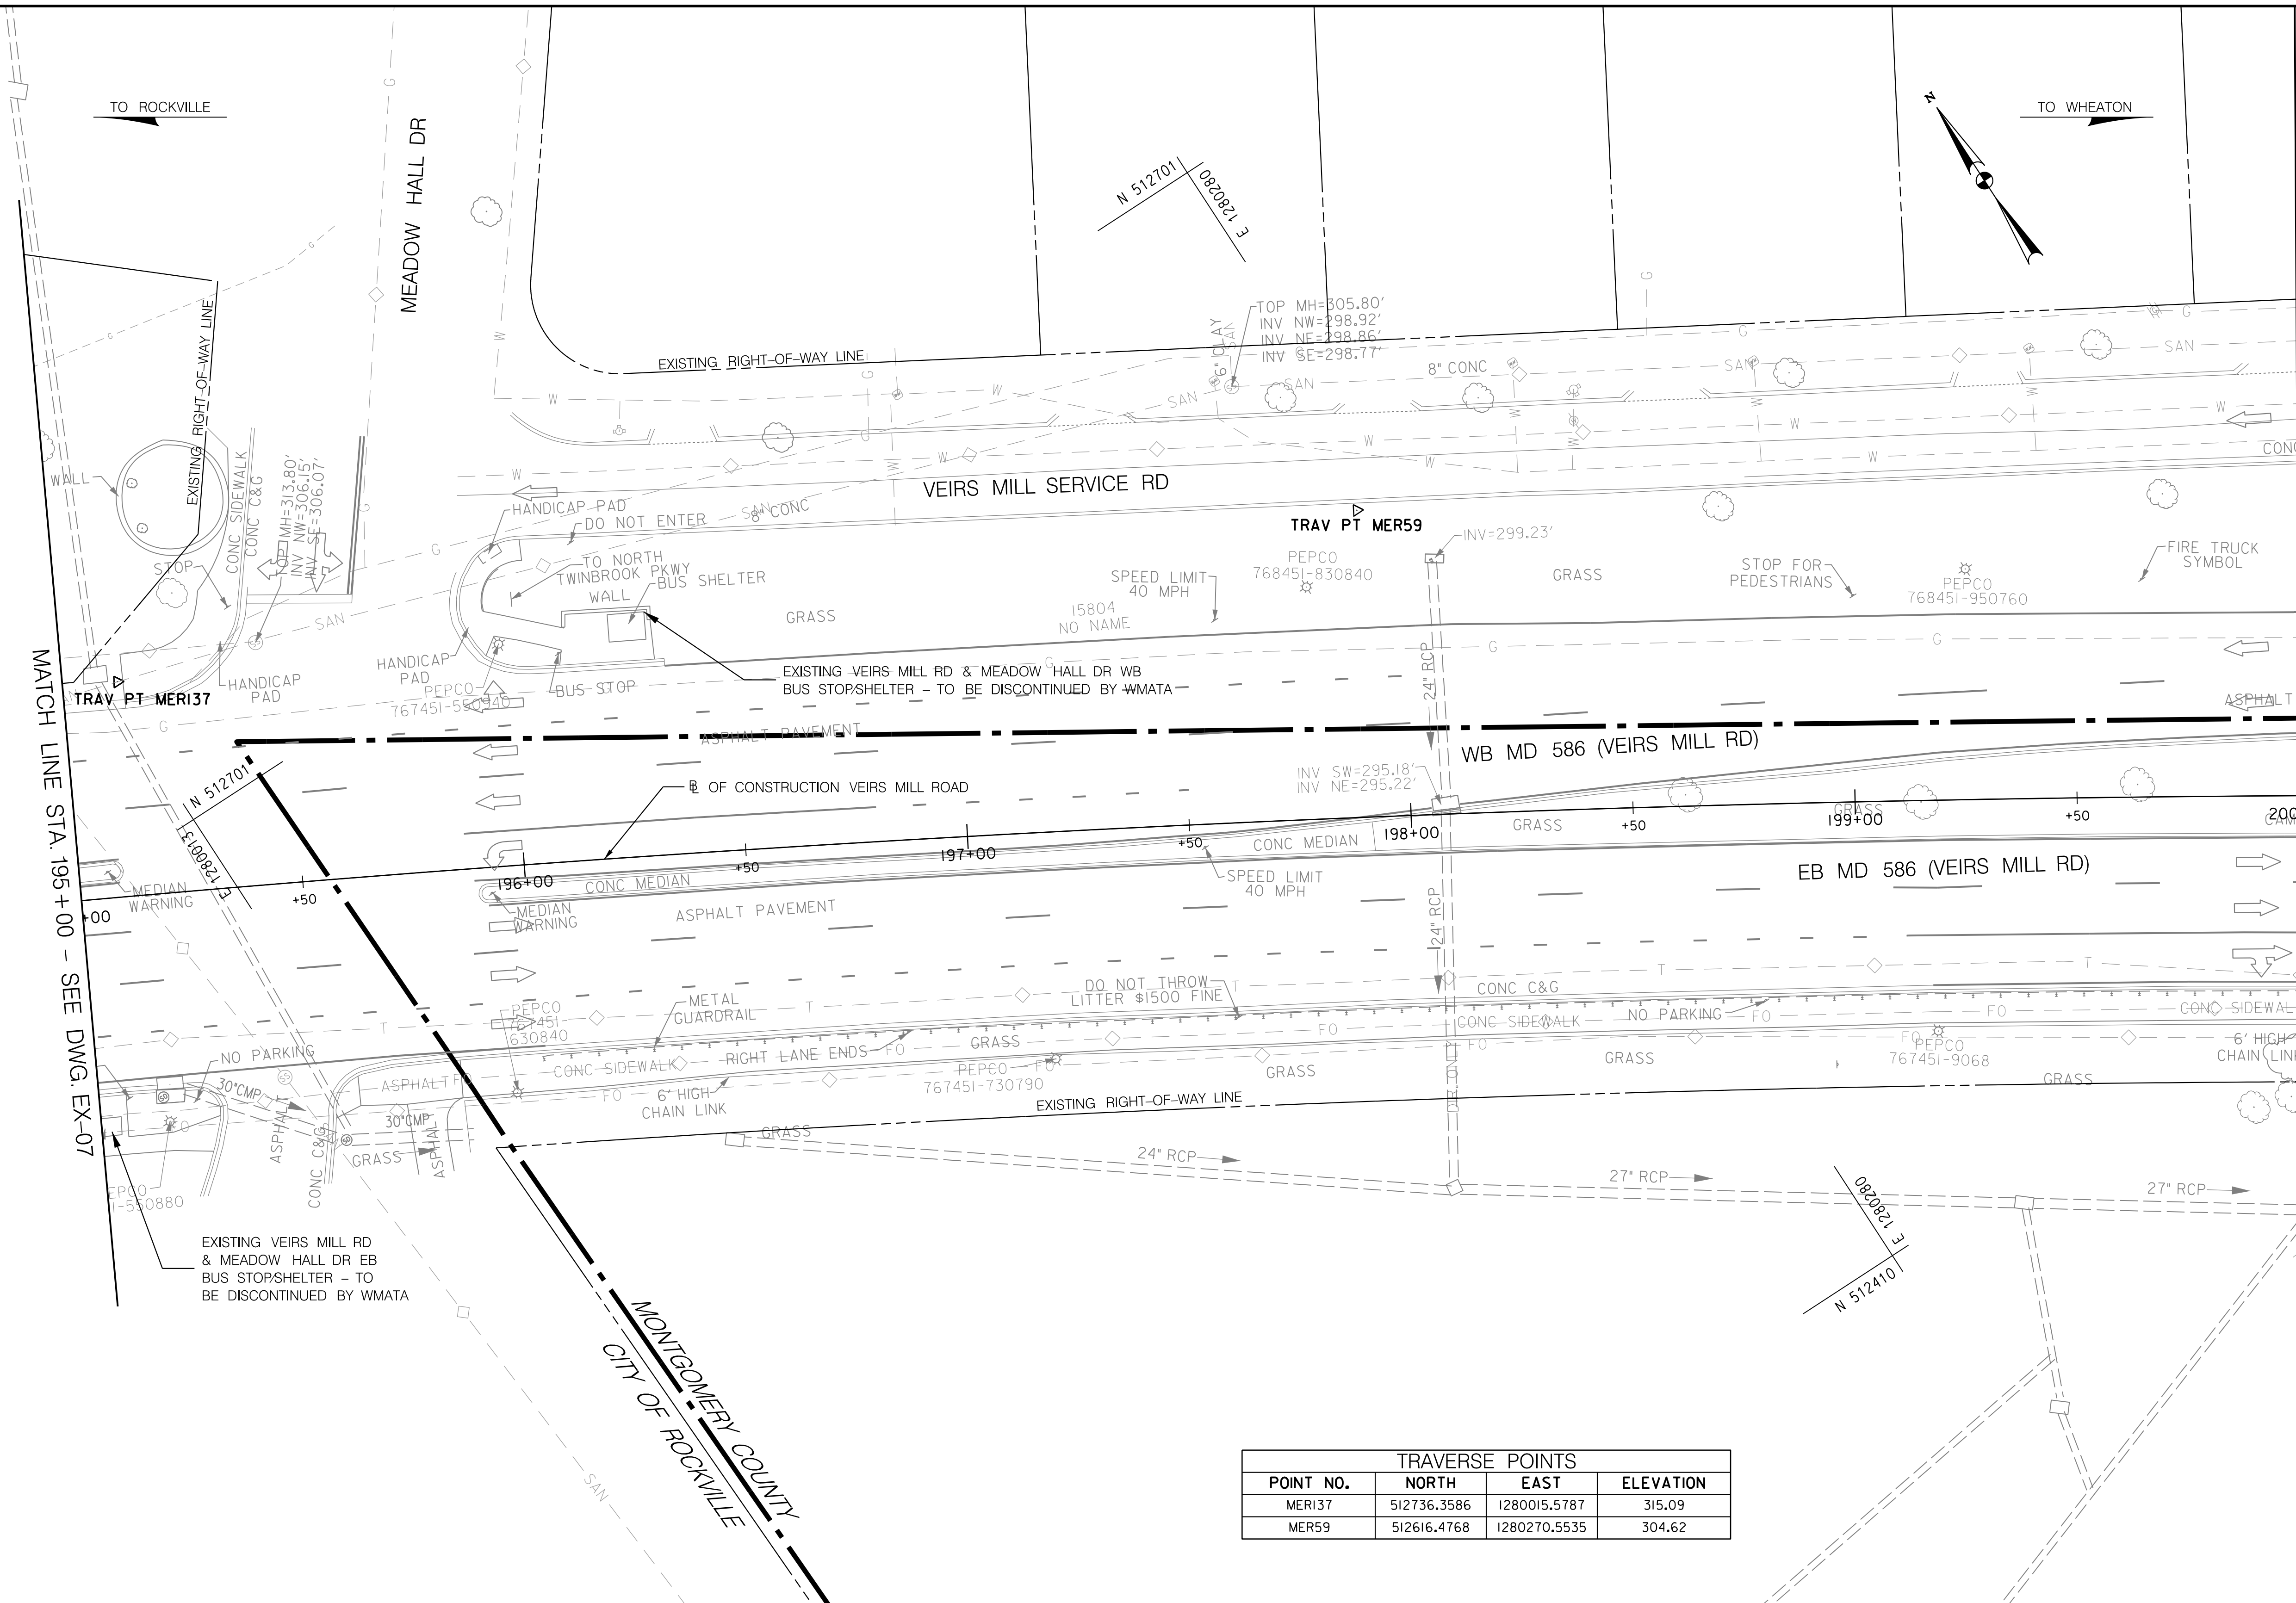 TO ROCKVILLE
TO WHEATON
N
MEADOW HALL DR
N 512701
E 1280280
EXISTING RIGHT-OF-WAY LINE
EXISTING RIGHT-OF-WAY LINE
TOP MH=305.80'
INV NW=298.92'
INV NE=298.86'
INV SE=298.77'
6" CLAY
8" CONC
WALL
CONC SIDEWALK
CONC C&G
TOP MH=313.80'
INV NW=306.15'
INV SE=306.07'
STOP
HANDICAP PAD
DO NOT ENTER
8" CONC
VEIRS MILL SERVICE RD
TRAV PT MER59
INV=299.23'
TO NORTH
TWINBROOK PKWY
BUS SHELTER
WALL
GRASS
SPEED LIMIT
40 MPH
PEPCO
768451-830840
15804
NO NAME
GRASS
STOP FOR
PEDESTRIANS
PEPCO
768451-950760
FIRE TRUCK
SYMBOL
HANDICAP
PAD
HANDICAP
PAD
PEPCO
767451-550940
BUS STOP
EXISTING VEIRS MILL RD & MEADOW HALL DR WB
BUS STOP/SHELTER - TO BE DISCONTINUED BY WMATA
TRAV PT MER137
MATCH LINE STA. 195+00 - SEE DWG. EX-07
24" RCP
ASPHALT
ASPHALT PAVEMENT
WB MD 586 (VEIRS MILL RD)
N 512701
E 1280013
INV SW=295.18'
INV NE=295.22'
B OF CONSTRUCTION VEIRS MILL ROAD
MEDIAN
WARNING
+00
+50
196+00
+50
197+00
+50
198+00
+50
199+00
+50
200
GRASS
GRASS
CONC MEDIAN
CONC MEDIAN
SPEED LIMIT
40 MPH
MEDIAN
WARNING
ASPHALT PAVEMENT
EB MD 586 (VEIRS MILL RD)
24" RCP
DO NOT THROW
LITTER $1500 FINE
CONC C&G
METAL
GUARDRAIL
PEPCO
767451-
630840
CONC SIDEWALK
NO PARKING
CONC SIDEWAL
NO PARKING
RIGHT LANE ENDS
GRASS
CONC SIDEWALK
GRASS
PEPCO
767451-9068
6' HIGH
CHAIN LINK
ASPHALT
30"CMP
6' HIGH
CHAIN LINK
PEPCO
767451-730790
GRASS
GRASS
EXISTING RIGHT-OF-WAY LINE
ASPHALT
CONC C&G
30"CMP
GRASS
ASPHALT
GRASS
24" RCP
27" RCP
27" RCP
EPCO
1-550880
EXISTING VEIRS MILL RD
& MEADOW HALL DR EB
BUS STOP/SHELTER - TO
BE DISCONTINUED BY WMATA
E 1280280
N 512410
MONTGOMERY COUNTY
CITY OF ROCKVILLE
SAN
TRAVERSE POINTS
POINT NO. NORTH EAST ELEVATION
MER137 512736.3586 1280015.5787 315.09
MER59 512616.4768 1280270.5535 304.62